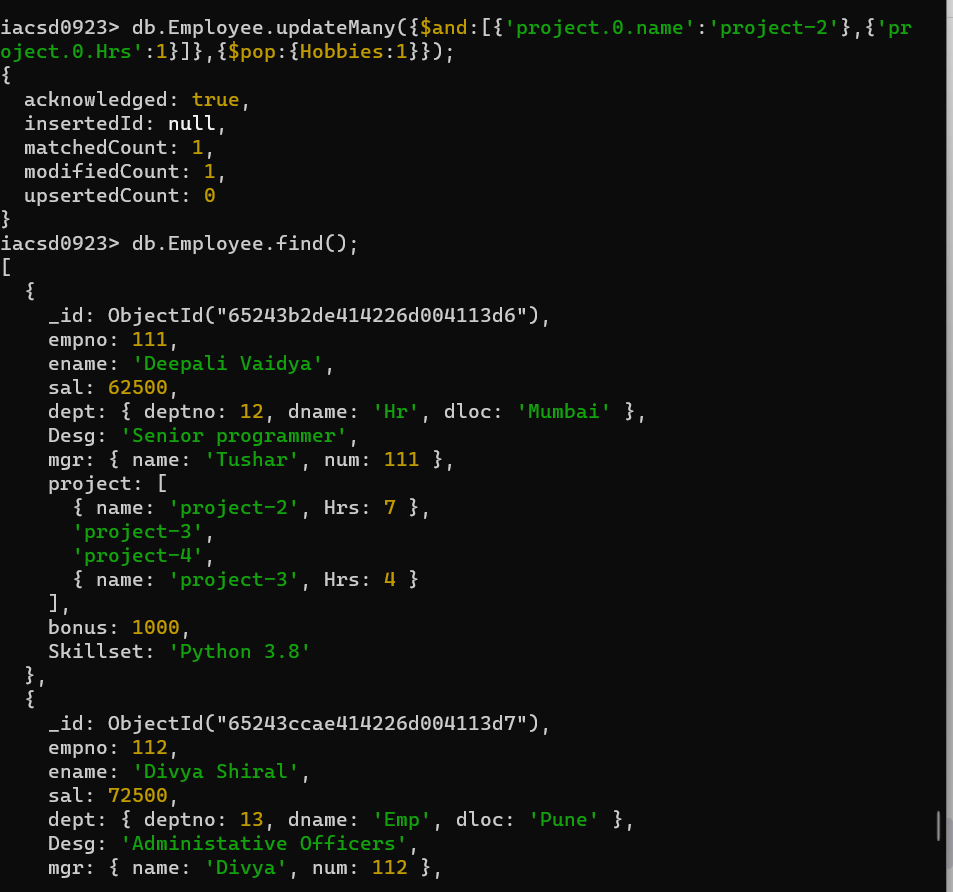 iacsd0923> db.Employee.updateMany({$and:[{'project.0.name':'project-2'},{'pr
oject.0.Hrs':1}]},{$pop:{Hobbies:1}});
{
  acknowledged: true,
  insertedId: null,
  matchedCount: 1,
  modifiedCount: 1,
  upsertedCount: 0
}
iacsd0923> db.Employee.find();
[
  {
    _id: ObjectId("65243b2de414226d004113d6"),
    empno: 111,
    ename: 'Deepali Vaidya',
    sal: 62500,
    dept: { deptno: 12, dname: 'Hr', dloc: 'Mumbai' },
    Desg: 'Senior programmer',
    mgr: { name: 'Tushar', num: 111 },
    project: [
      { name: 'project-2', Hrs: 7 },
      'project-3',
      'project-4',
      { name: 'project-3', Hrs: 4 }
    ],
    bonus: 1000,
    Skillset: 'Python 3.8'
  },
  {
    _id: ObjectId("65243ccae414226d004113d7"),
    empno: 112,
    ename: 'Divya Shiral',
    sal: 72500,
    dept: { deptno: 13, dname: 'Emp', dloc: 'Pune' },
    Desg: 'Administative Officers',
    mgr: { name: 'Divya', num: 112 },